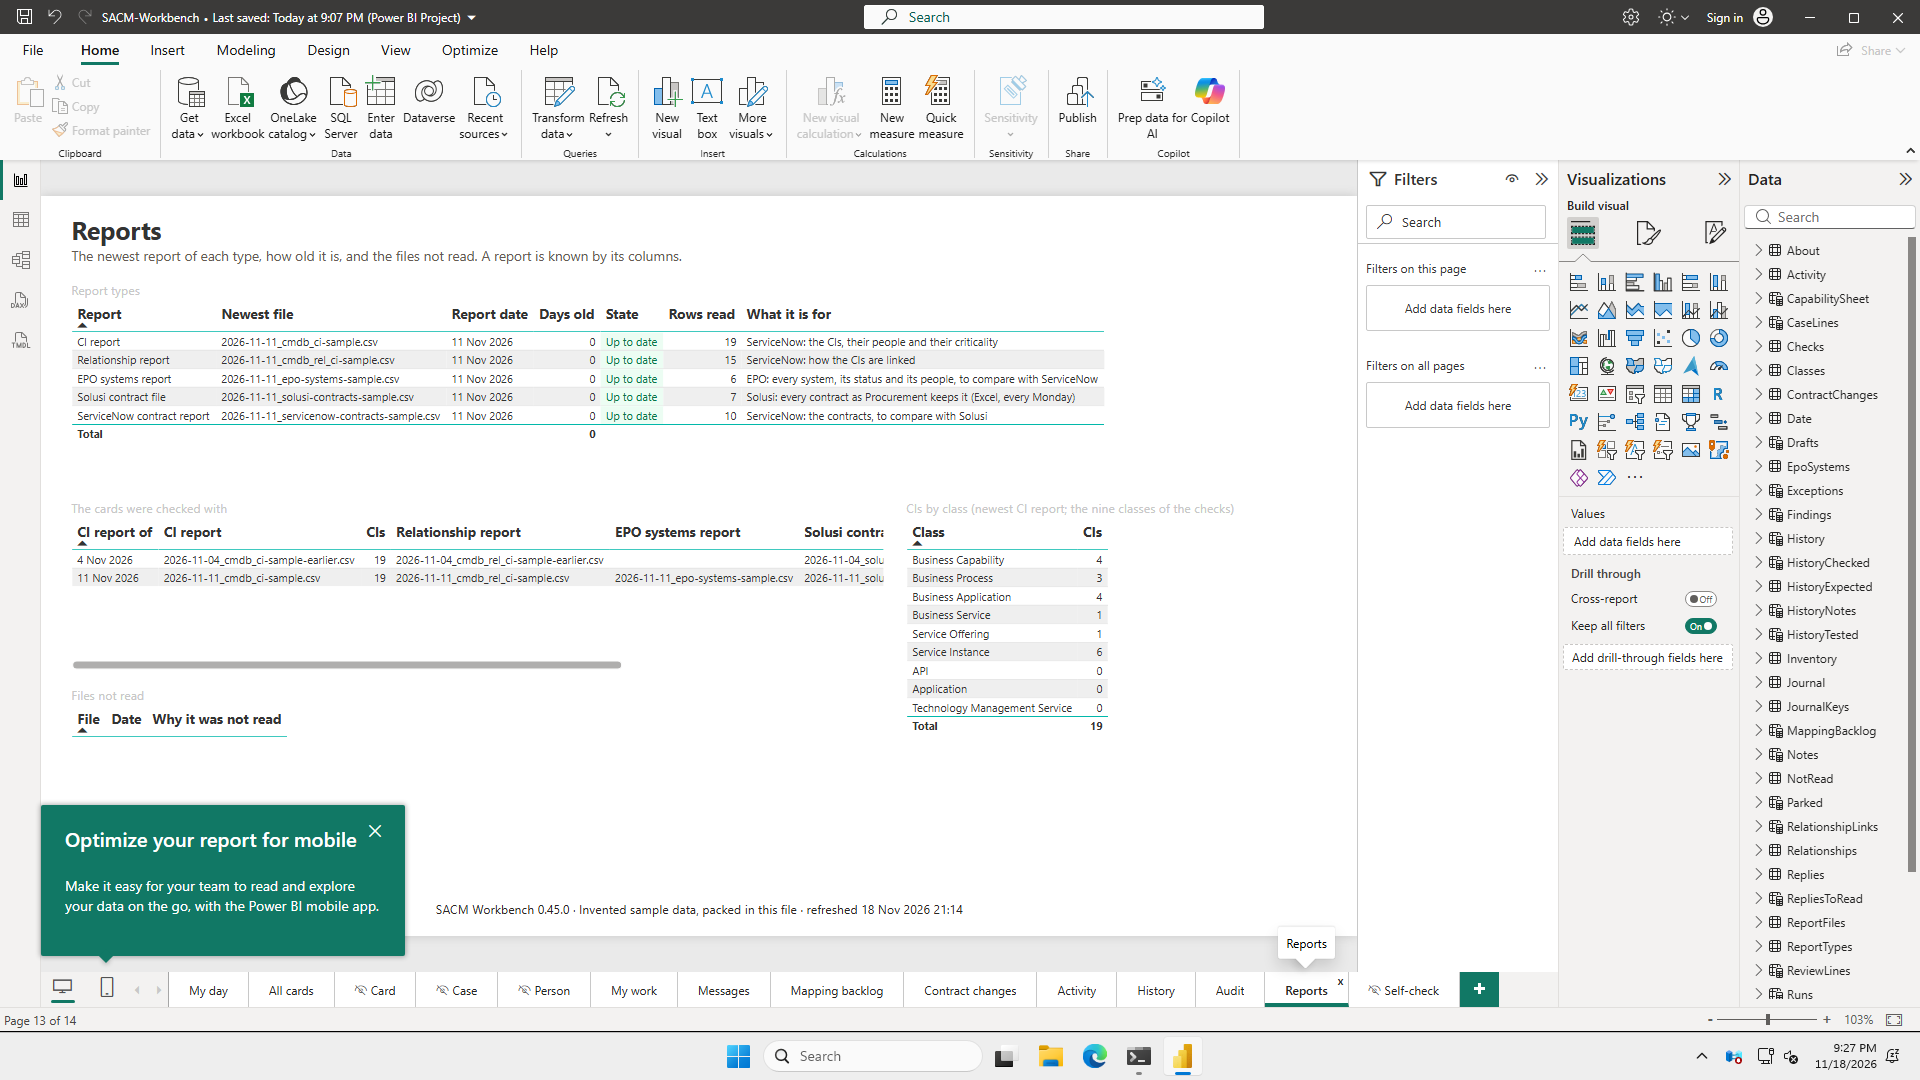 SACM-Workbench • Last saved: Today at 9:07 PM (Power BI Project)
Search
Sign in
File
Home
Insert
Modeling
Design
View
Optimize
Help
Share
Paste
Cut
Copy
Format painter
Clipboard
Get data
Excel workbook
OneLake catalog
SQL Server
Enter data
Dataverse
Recent sources
Data
Transform data
Refresh
Queries
New visual
Text box
More visuals
Insert
New visual calculation
New measure
Quick measure
Calculations
Sensitivity
Sensitivity
Publish
Share
Prep data for AI
Copilot
Copilot
Reports
The newest report of each type, how old it is, and the files not read. A report is known by its columns.
Report types
Report Newest file Report date Days old State Rows read What it is for
CI report 2026-11-11_cmdb_ci-sample.csv 11 Nov 2026 0 Up to date 19 ServiceNow: the CIs, their people and their criticality
Relationship report 2026-11-11_cmdb_rel_ci-sample.csv 11 Nov 2026 0 Up to date 15 ServiceNow: how the CIs are linked
EPO systems report 2026-11-11_epo-systems-sample.csv 11 Nov 2026 0 Up to date 6 EPO: every system, its status and its people, to compare with ServiceNow
Solusi contract file 2026-11-11_solusi-contracts-sample.csv 11 Nov 2026 0 Up to date 7 Solusi: every contract as Procurement keeps it (Excel, every Monday)
ServiceNow contract report 2026-11-11_servicenow-contracts-sample.csv 11 Nov 2026 0 Up to date 10 ServiceNow: the contracts, to compare with Solusi
Total 0
The cards were checked with
CI report of CI report CIs Relationship report EPO systems report Solusi contra
4 Nov 2026 2026-11-04_cmdb_ci-sample-earlier.csv 19 2026-11-04_cmdb_rel_ci-sample-earlier.csv 2026-11-04_solu
11 Nov 2026 2026-11-11_cmdb_ci-sample.csv 19 2026-11-11_cmdb_rel_ci-sample.csv 2026-11-11_epo-systems-sample.csv 2026-11-11_solu
CIs by class (newest CI report; the nine classes of the checks)
Class CIs
Business Capability 4
Business Process 3
Business Application 4
Business Service 1
Service Offering 1
Service Instance 6
API 0
Application 0
Technology Management Service 0
Total 19
Files not read
File Date Why it was not read
Optimize your report for mobile
Make it easy for your team to read and explore
your data on the go, with the Power BI mobile app.
SACM Workbench 0.45.0 · Invented sample data, packed in this file · refreshed 18 Nov 2026 21:14
Reports
Filters
Search
Filters on this page
...
Add data fields here
Filters on all pages
...
Add data fields here
Visualizations
Build visual
R
Py
123
...
Values
Add data fields here
Drill through
Cross-report Off
Keep all filters On
Add drill-through fields here
Data
Search
About
Activity
CapabilitySheet
CaseLines
Checks
Classes
ContractChanges
Date
Drafts
EpoSystems
Exceptions
Findings
History
HistoryChecked
HistoryExpected
HistoryNotes
HistoryTested
Inventory
Journal
JournalKeys
MappingBacklog
Notes
NotRead
Parked
RelationshipLinks
Relationships
Replies
RepliesToRead
ReportFiles
ReportTypes
ReviewLines
Runs
DAX
TMDL
My day
All cards
Card
Case
Person
My work
Messages
Mapping backlog
Contract changes
Activity
History
Audit
Reports
x
Self-check
+
Page 13 of 14
- + 103%
Search
9:27 PM
11/18/2026